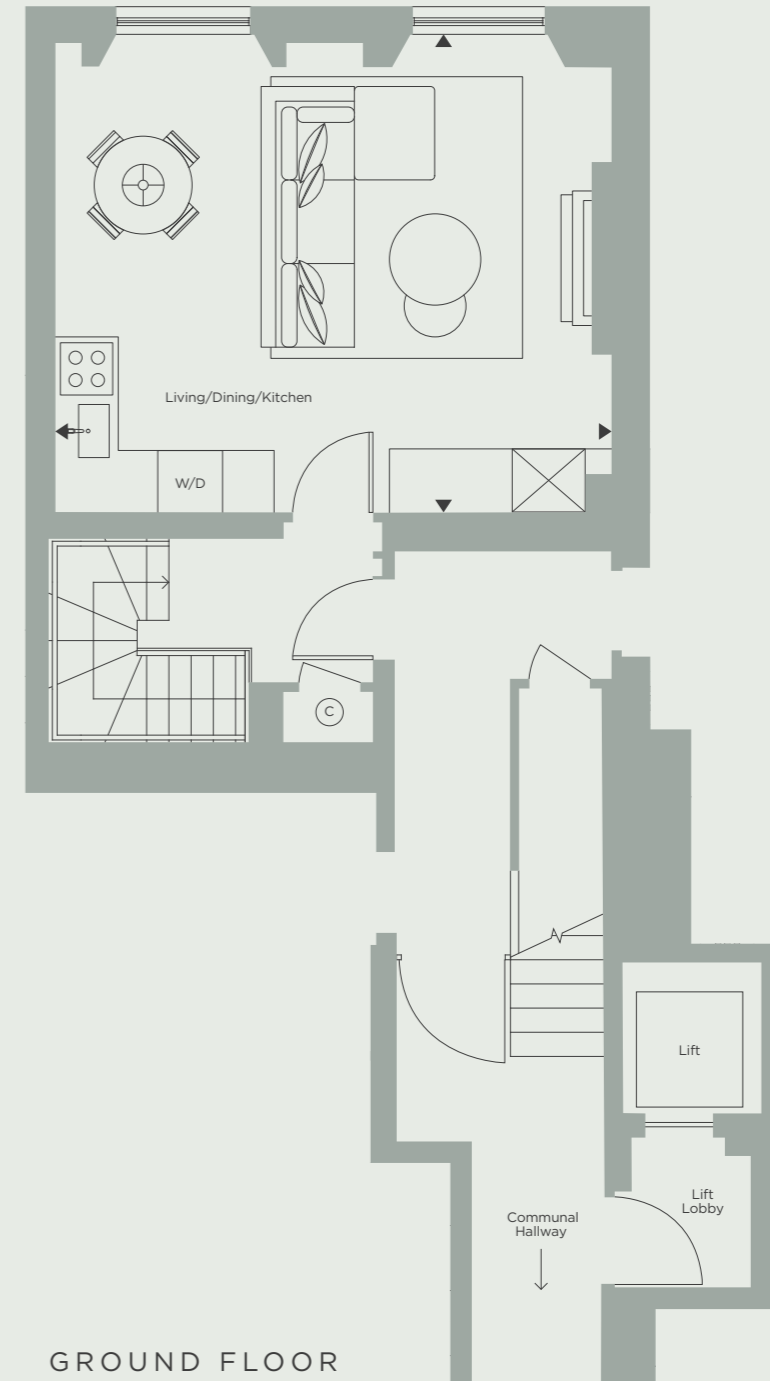 Living/Dining/Kitchen
W/D
C
Lift
Lift
Lobby
Communal
Hallway
GROUND FLOOR